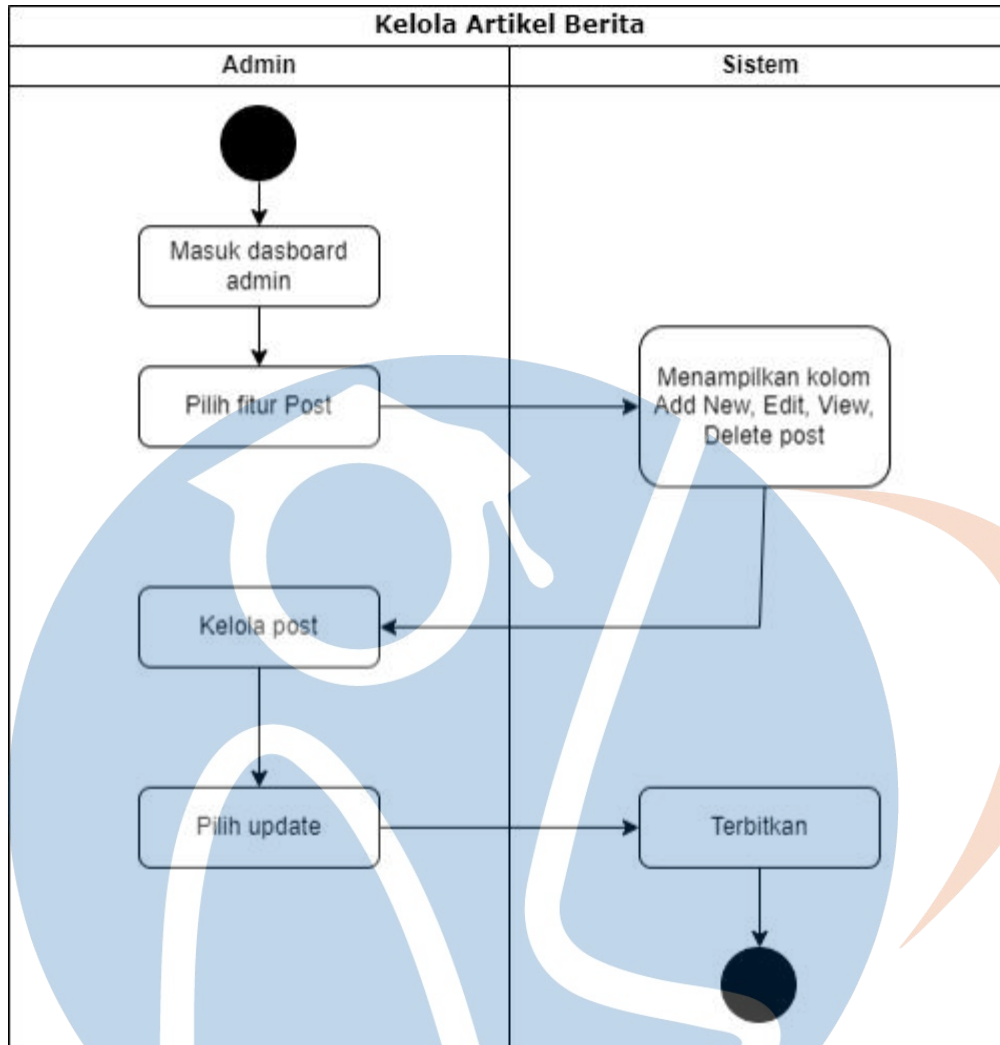 Kelola Artikel Berita
Admin
Sistem
Masuk dasboard
admin
Pilih fitur Post
Menampilkan kolom
Add New, Edit, View,
Delete post
Kelola post
Pilih update
Terbitkan